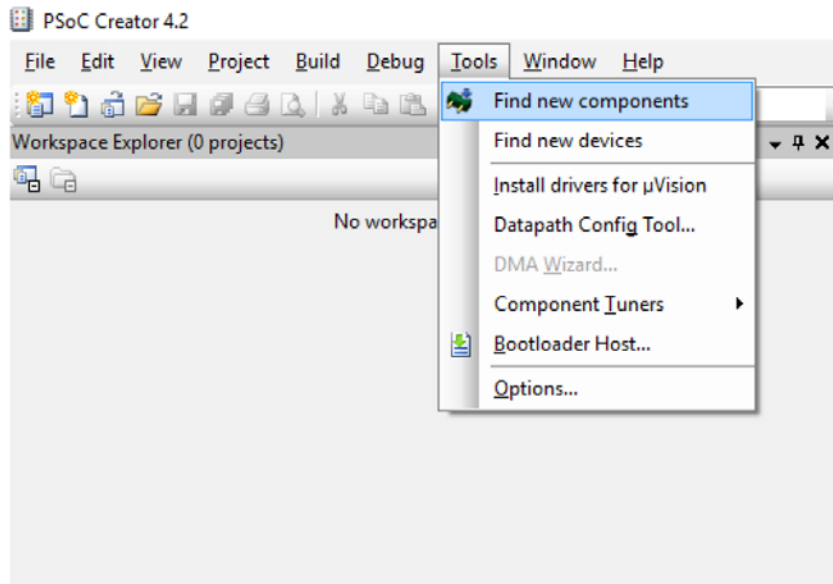 PSoC Creator 4.2
File Edit View Project Build Debug Tools Window Help
Find new components
Workspace Explorer (0 projects)
Find new devices
Install drivers for µVision
No workspa
Datapath Config Tool...
DMA Wizard...
Component Tuners
Bootloader Host...
Options...